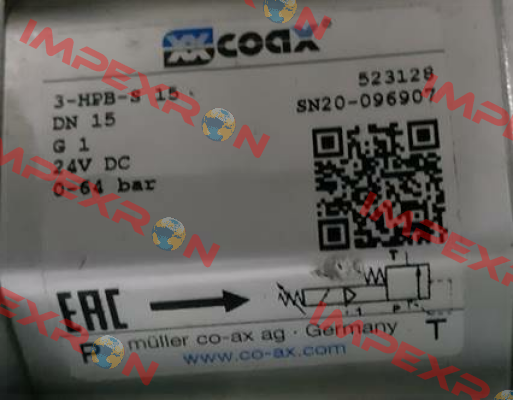 coax
3-HPB-S 15
523128
DN 15
SN20-096907
G 1
24V DC
0-64 bar
T
EAC
P T
P
müller co-ax ag · Germany
T
www.co-ax.com
IMPEXRON
IMPEXRON
IMPEXRON
IMPEXRON
IMPEXRON